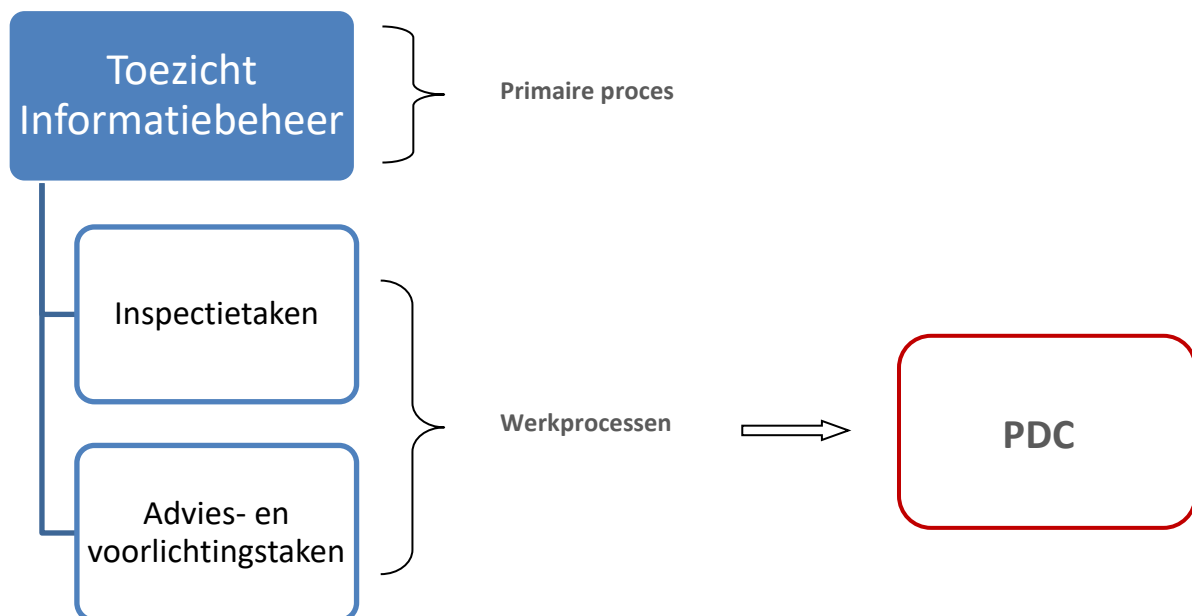 Toezicht
Informatiebeheer
Primaire proces
Inspectietaken
Werkprocessen
PDC
Advies- en
voorlichtingstaken